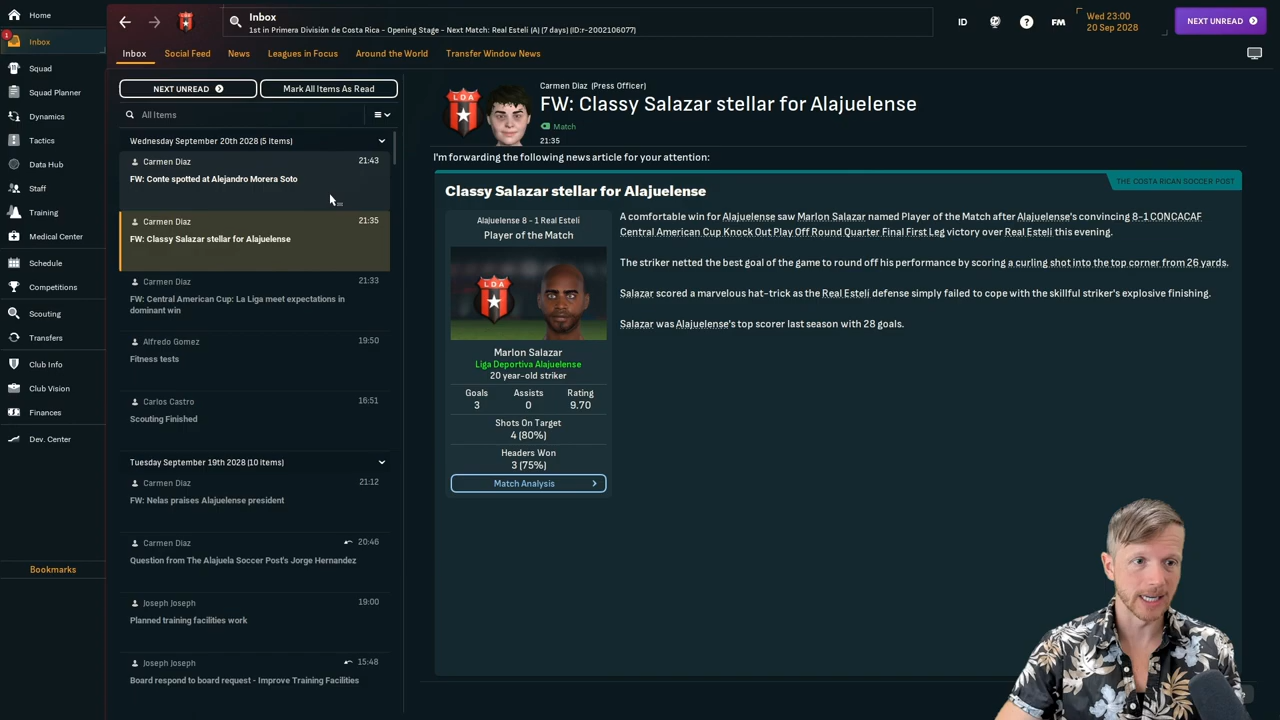 Home
Inbox
1st in Primera División de Costa Rica - Opening Stage - Next Match: Real Esteli (A) (7 days) (ID:r-2002106077)
ID
FM
Wed 23:00
20 Sep 2028
NEXT UNREAD
1
Inbox
Squad
Squad Planner
Dynamics
Tactics
Data Hub
Staff
Training
Medical Center
Schedule
Competitions
Scouting
Transfers
Club Info
Club Vision
Finances
Dev. Center
Bookmarks
Inbox
Social Feed
News
Leagues in Focus
Around the World
Transfer Window News
NEXT UNREAD
Mark All Items As Read
All Items
Wednesday September 20th 2028 (5 items)
Carmen Diaz 21:43
FW: Conte spotted at Alejandro Morera Soto
Carmen Diaz 21:35
FW: Classy Salazar stellar for Alajuelense
Carmen Diaz 21:33
FW: Central American Cup: La Liga meet expectations in
dominant win
Alfredo Gomez 19:50
Fitness tests
Carlos Castro 16:51
Scouting Finished
Tuesday September 19th 2028 (10 items)
Carmen Diaz 21:12
FW: Nelas praises Alajuelense president
Carmen Diaz 20:46
Question from The Alajuela Soccer Post's Jorge Hernandez
Joseph Joseph 19:00
Planned training facilities work
Joseph Joseph 15:48
Board respond to board request - Improve Training Facilities
LDA
Carmen Diaz (Press Officer)
FW: Classy Salazar stellar for Alajuelense
Match
21:35
I'm forwarding the following news article for your attention:
Classy Salazar stellar for Alajuelense
THE COSTA RICAN SOCCER POST
Alajuelense 8 - 1 Real Esteli
Player of the Match
LDA
Marlon Salazar
Liga Deportiva Alajuelense
20 year-old striker
Goals Assists Rating
3 0 9.70
Shots On Target
4 (80%)
Headers Won
3 (75%)
Match Analysis
A comfortable win for Alajuelense saw Marlon Salazar named Player of the Match after Alajuelense's convincing 8-1 CONCACAF
Central American Cup Knock Out Play Off Round Quarter Final First Leg victory over Real Esteli this evening.
The striker netted the best goal of the game to round off his performance by scoring a curling shot into the top corner from 26 yards.
Salazar scored a marvelous hat-trick as the Real Esteli defense simply failed to cope with the skillful striker's explosive finishing.
Salazar was Alajuelense's top scorer last season with 28 goals.